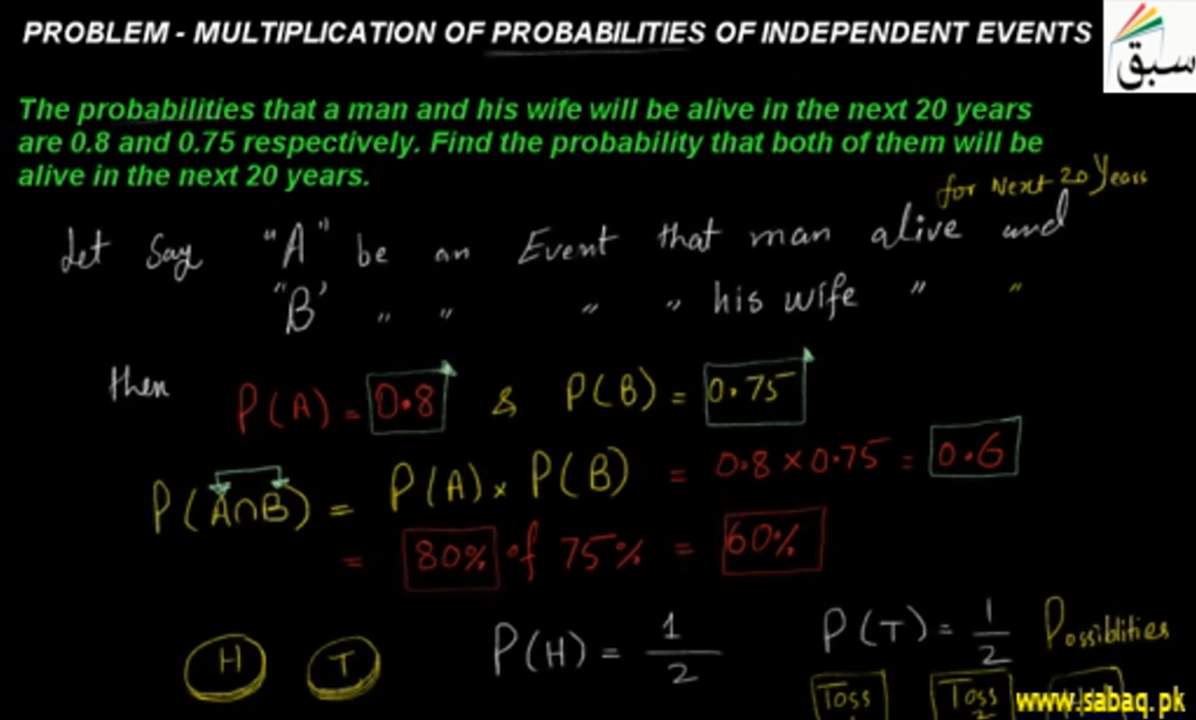 PROBLEM - MULTIPLICATION OF PROBABILITIES OF INDEPENDENT EVENTS
سبق
The probabilities that a man and his wife will be alive in the next 20 years
are 0.8 and 0.75 respectively. Find the probability that both of them will be
alive in the next 20 years.
for Next 20 Years
Let Say "A" be an Event that man alive and
"B' " " " " his wife " "
then P(A) = 0.8 & P(B) = 0.75
P(A∩B) = P(A) × P(B) = 0.8 × 0.75 = 0.6
= 80% of 75% = 60%
H T P(H) = 1/2 P(T) = 1/2 Possiblities
Toss Toss
www.sabaq.pk